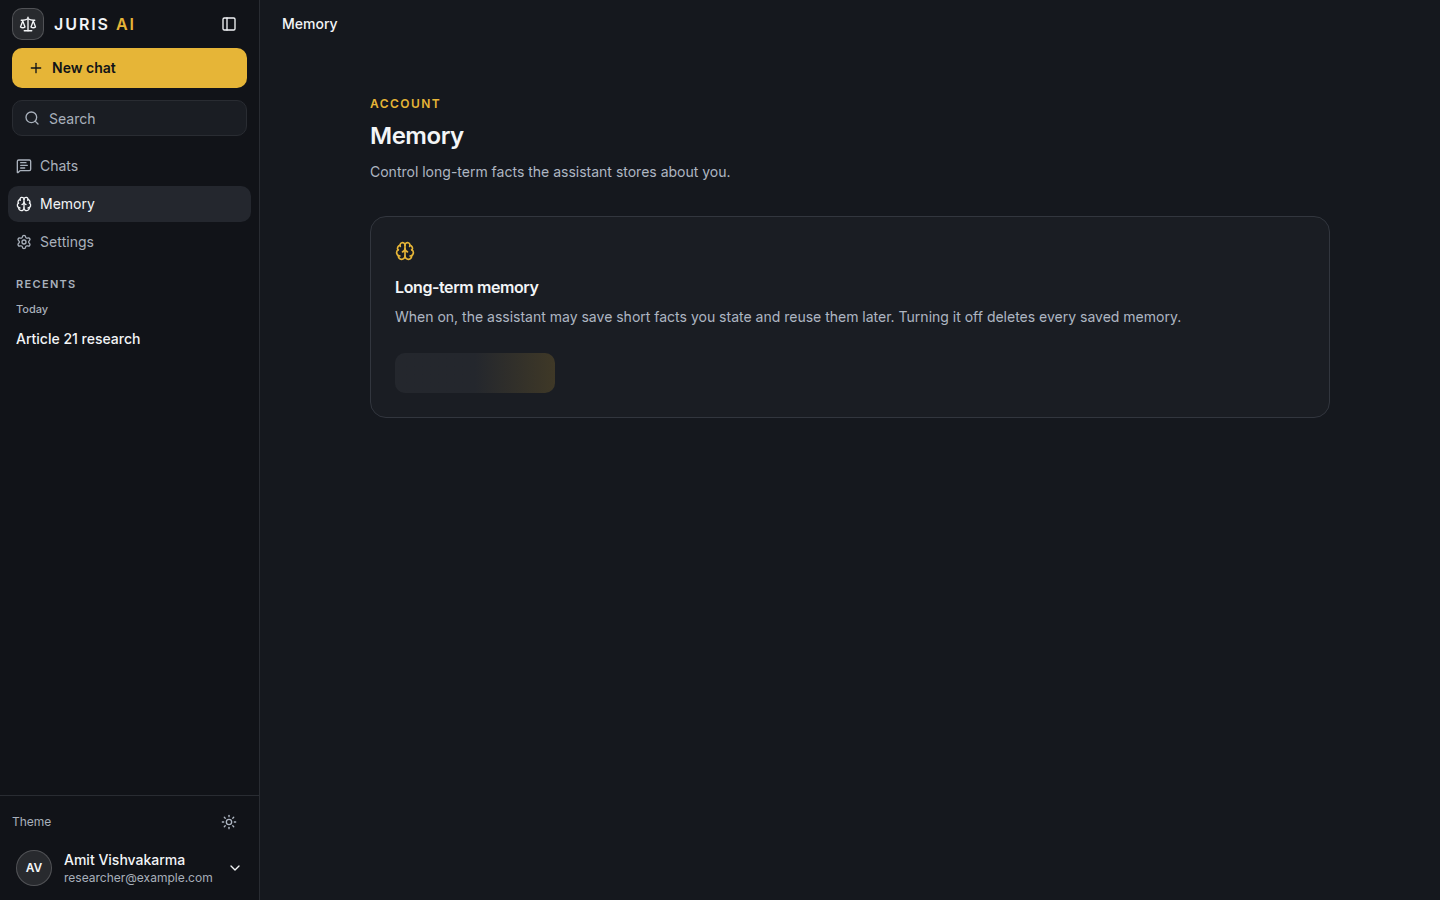 JURIS AI
New chat
Search
Chats
Memory
Settings
RECENTS
Today
Article 21 research
Theme
AV
Amit Vishvakarma
researcher@example.com
Memory
ACCOUNT
Memory
Control long-term facts the assistant stores about you.
Long-term memory
When on, the assistant may save short facts you state and reuse them later. Turning it off deletes every saved memory.